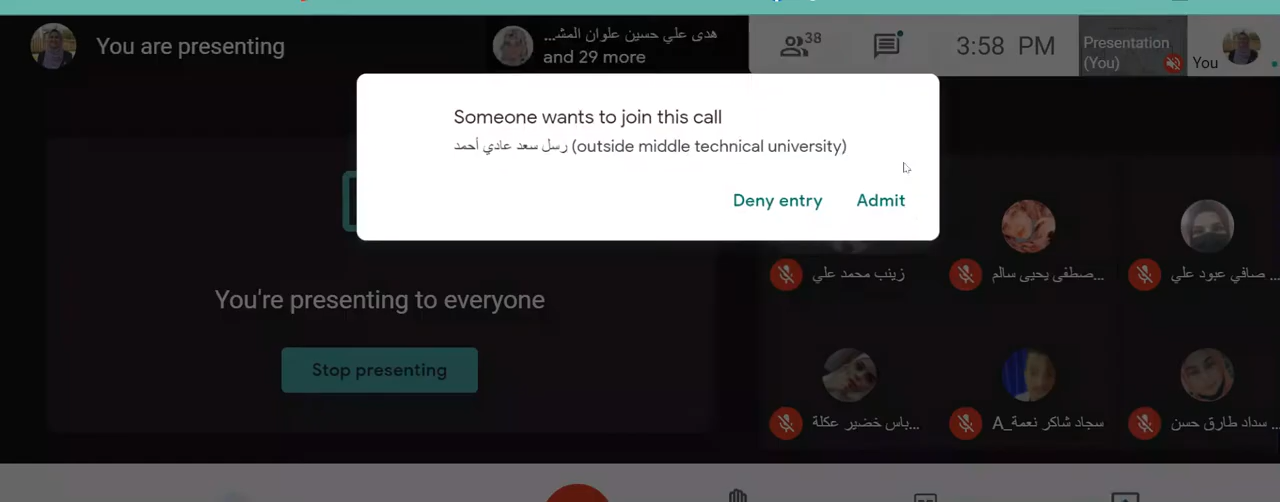 You are presenting
هدى علي حسين علوان المش...
and 29 more
38
3:58 PM
Presentation
(You)
You
Someone wants to join this call
رسل سعد عادي أحمد (outside middle technical university)
Deny entry
Admit
You're presenting to everyone
Stop presenting
زينب محمد علي
صطفى يحيى سالم...
صافي عبود علي ...
باس خضير عكلة...
سجاد شاكر نعمة_A
سداد طارق حسن ...